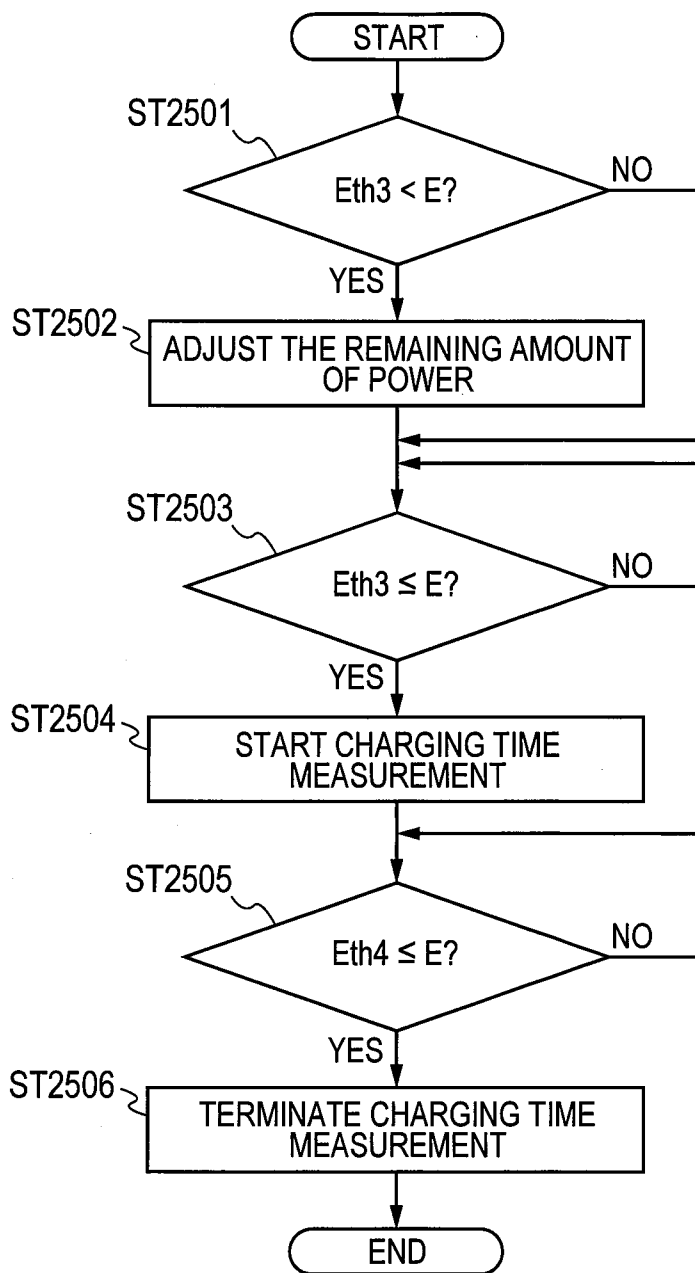 START
ST2501
Eth3 < E?
NO
YES
ST2502
ADJUST THE REMAINING AMOUNT
OF POWER
ST2503
Eth3 ≤ E?
NO
YES
ST2504
START CHARGING TIME
MEASUREMENT
ST2505
Eth4 ≤ E?
NO
YES
ST2506
TERMINATE CHARGING TIME
MEASUREMENT
END